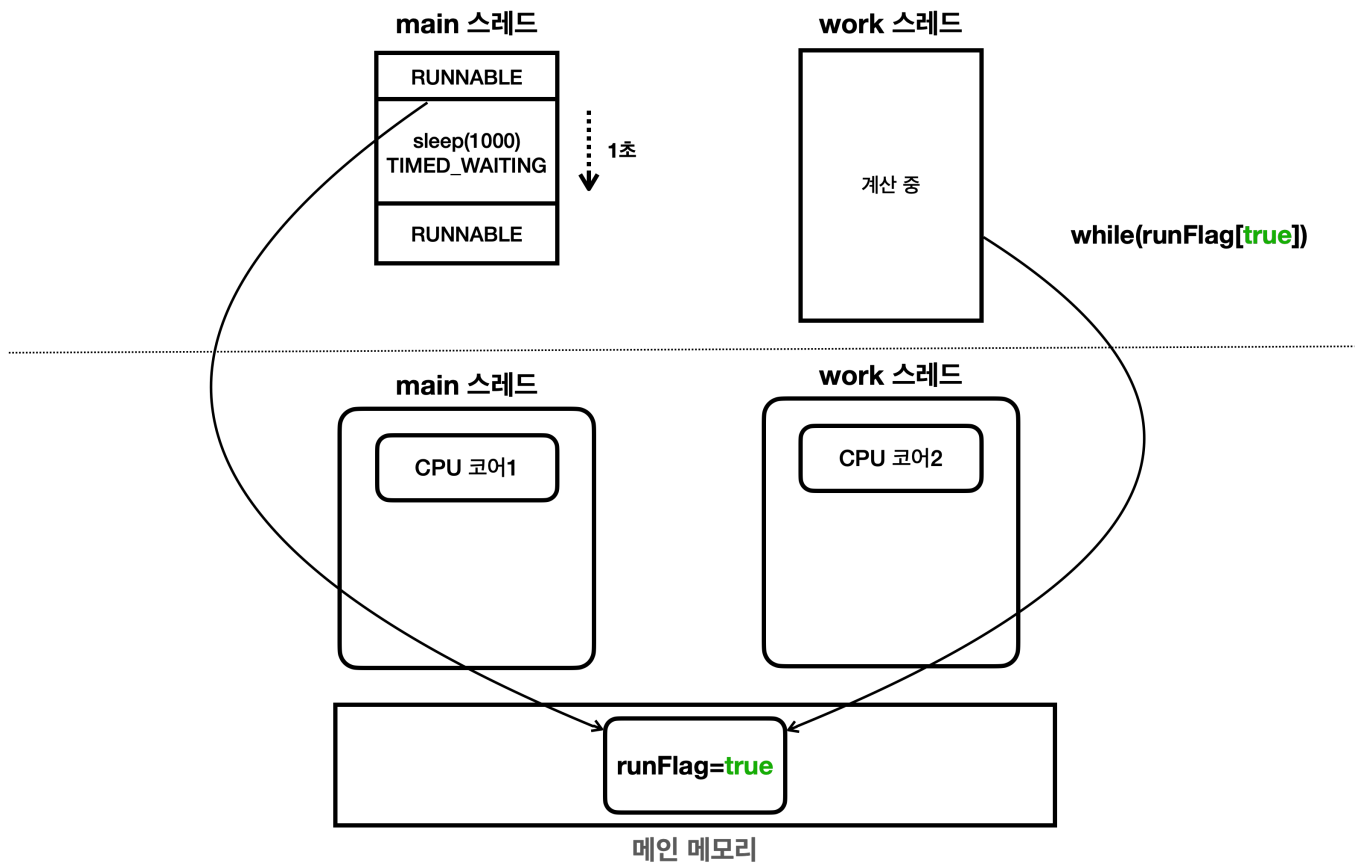 main 스레드
work 스레드
RUNNABLE
sleep(1000)
TIMED_WAITING
1초
RUNNABLE
계산 중
while(runFlag[true])
main 스레드
work 스레드
CPU 코어1
CPU 코어2
runFlag=true
메인 메모리